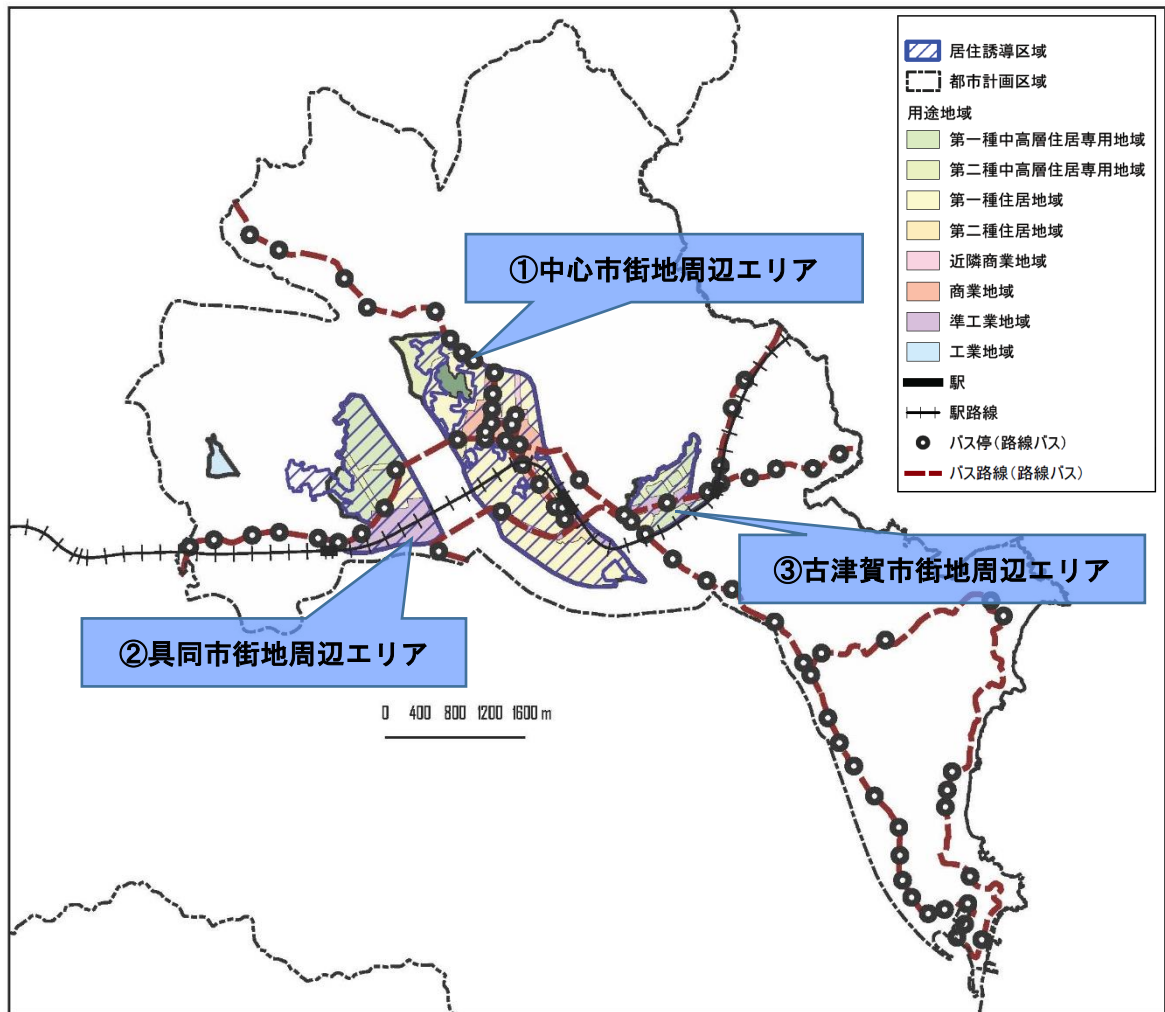 居住誘導区域
都市計画区域
用途地域
第一種中高層住居専用地域
第二種中高層住居専用地域
第一種住居地域
第二種住居地域
近隣商業地域
商業地域
準工業地域
工業地域
駅
駅路線
バス停(路線バス)
バス路線(路線バス)
①中心市街地周辺エリア
③古津賀市街地周辺エリア
②具同市街地周辺エリア
0 400 800 1200 1600 m